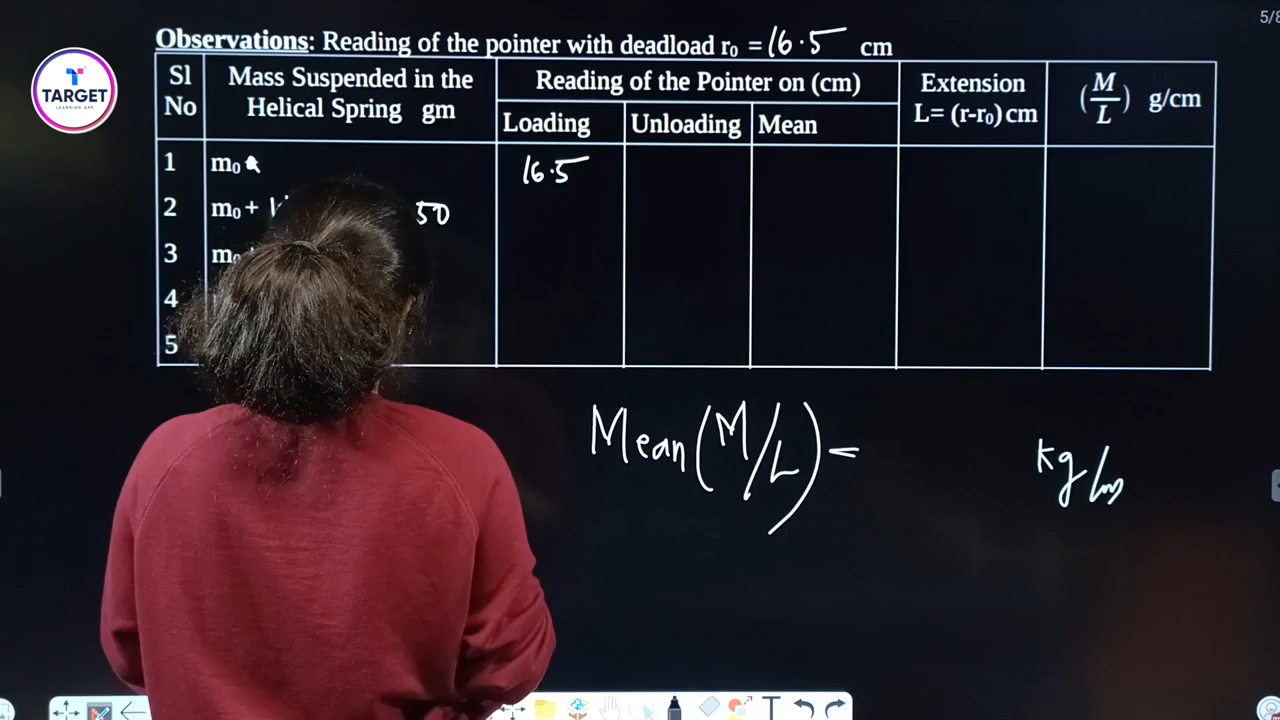 5/8
TARGET
LEARNING APP
Observations: Reading of the pointer with deadload r₀ = 16.5 cm
Sl No
Mass Suspended in the Helical Spring gm
Reading of the Pointer on (cm)
Extension L= (r-r₀) cm
(M/L) g/cm
Loading
Unloading
Mean
1 m₀ 16.5
2 m₀ + 50
3 m₀
4
5
Mean (M/L) =
kg/m
T